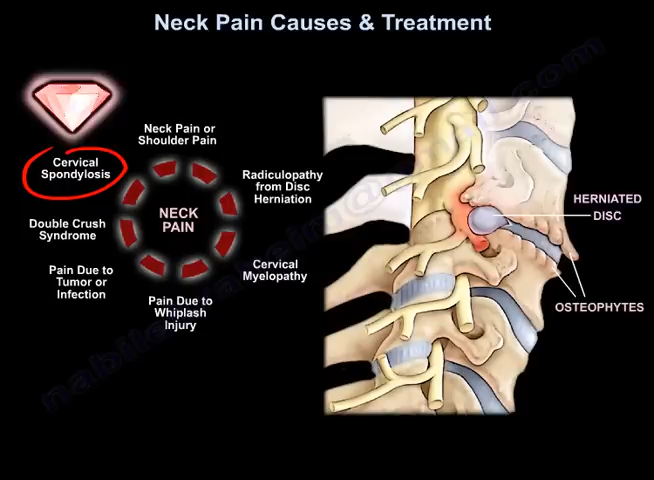 Neck Pain Causes & Treatment
Neck Pain or
Shoulder Pain
Cervical
Spondylosis
Radiculopathy
from Disc
Herniation
NECK
PAIN
Double Crush
Syndrome
Cervical
Myelopathy
Pain Due to
Tumor or
Infection
Pain Due to
Whiplash
Injury
HERNIATED
DISC
OSTEOPHYTES